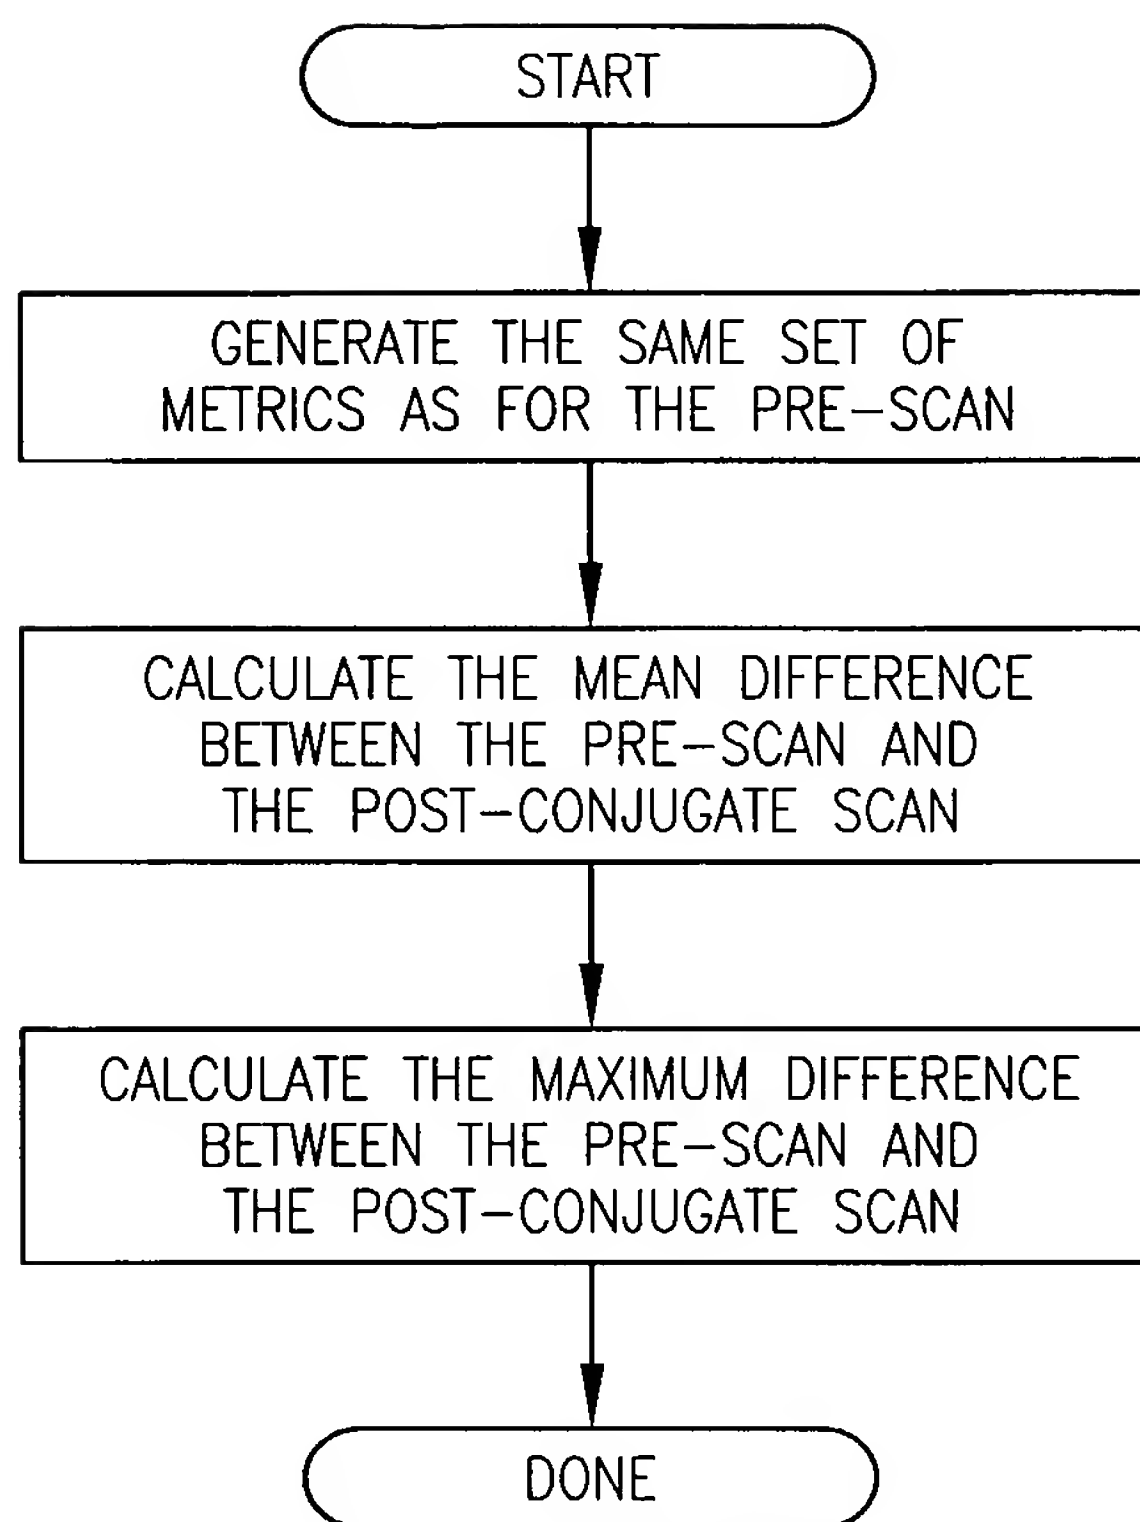 START
GENERATE THE SAME SET OF
METRICS AS FOR THE PRE-SCAN
CALCULATE THE MEAN DIFFERENCE
BETWEEN THE PRE-SCAN AND
THE POST-CONJUGATE SCAN
CALCULATE THE MAXIMUM DIFFERENCE
BETWEEN THE PRE-SCAN AND
THE POST-CONJUGATE SCAN
DONE